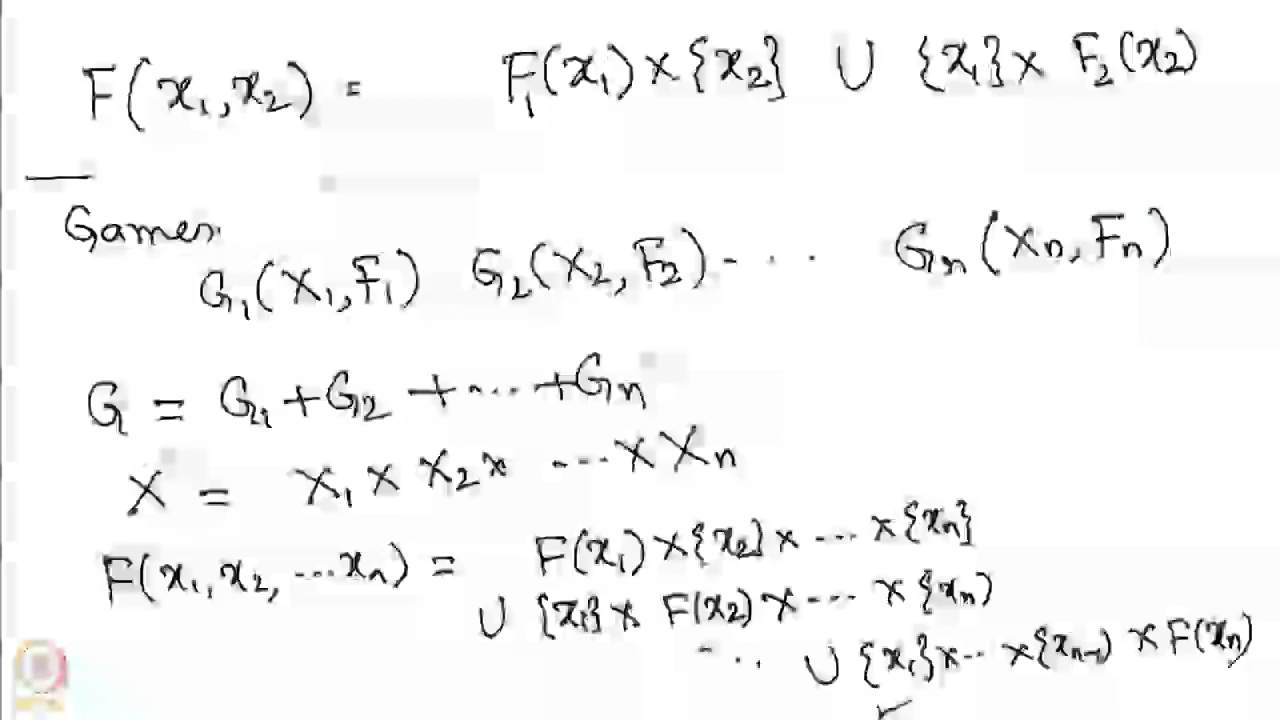 F(x₁,x₂) = F₁(x₁) × {x₂} ∪ {x₁} × F₂(x₂)
Games
G₁(X₁,F₁) G₂(X₂,F₂) - ... Gₙ(Xₙ,Fₙ)
G = G₁ + G₂ + ... + Gₙ
X = X₁ × X₂ × ... × Xₙ
F(x₁,x₂,...xₙ) = F(x₁) × {x₂} × ... × {xₙ}
∪ {x₁} × F(x₂) × ... × {xₙ)
... ∪ {x₁} × .. × {xₙ₋₁) × F(xₙ)